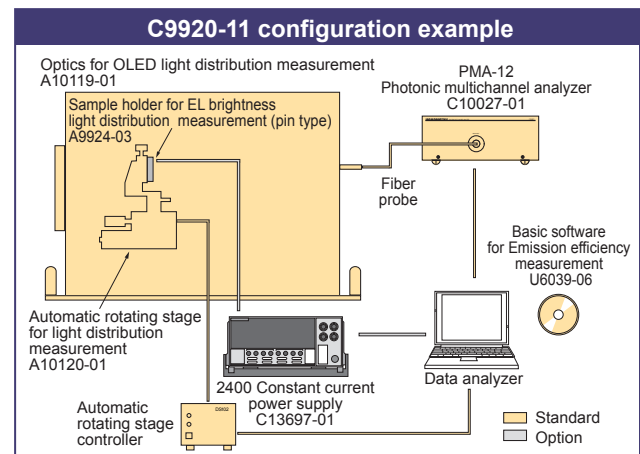 C9920-11 configuration example
Optics for OLED light distribution measurement
A10119-01
Sample holder for EL brightness
light distribution measurement (pin type)
A9924-03
PMA-12
Photonic multichannel analyzer
C10027-01
Fiber
probe
Basic software
for Emission efficiency
measurement
U6039-06
Automatic rotating stage
for light distribution
measurement
A10120-01
2400 Constant current
power supply
C13697-01
Data analyzer
Automatic
rotating stage
controller
DS102
Standard
Option